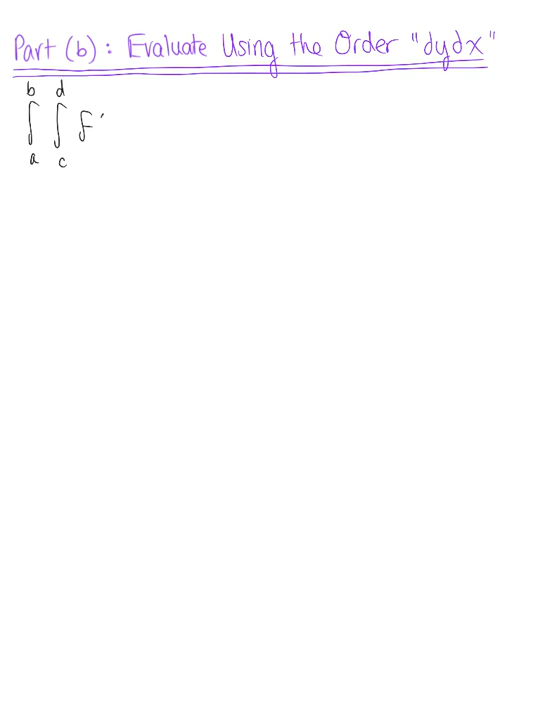 Part (b): Evaluate Using the Order "dydx"
b d
∫ ∫ F
a c